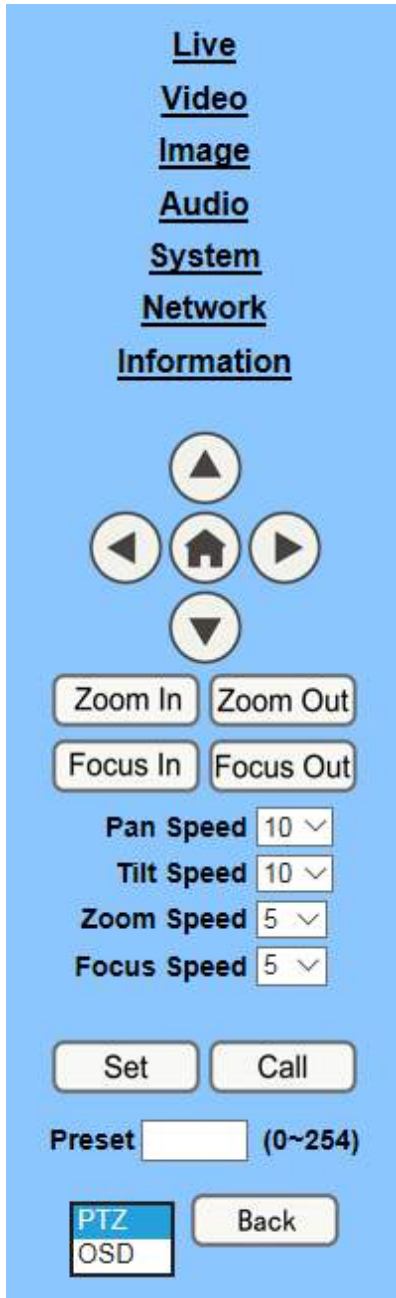 Live
Video
Image
Audio
System
Network
Information
Zoom In Zoom Out
Focus In Focus Out
Pan Speed 10
Tilt Speed 10
Zoom Speed 5
Focus Speed 5
Set Call
Preset (0~254)
PTZ Back
OSD